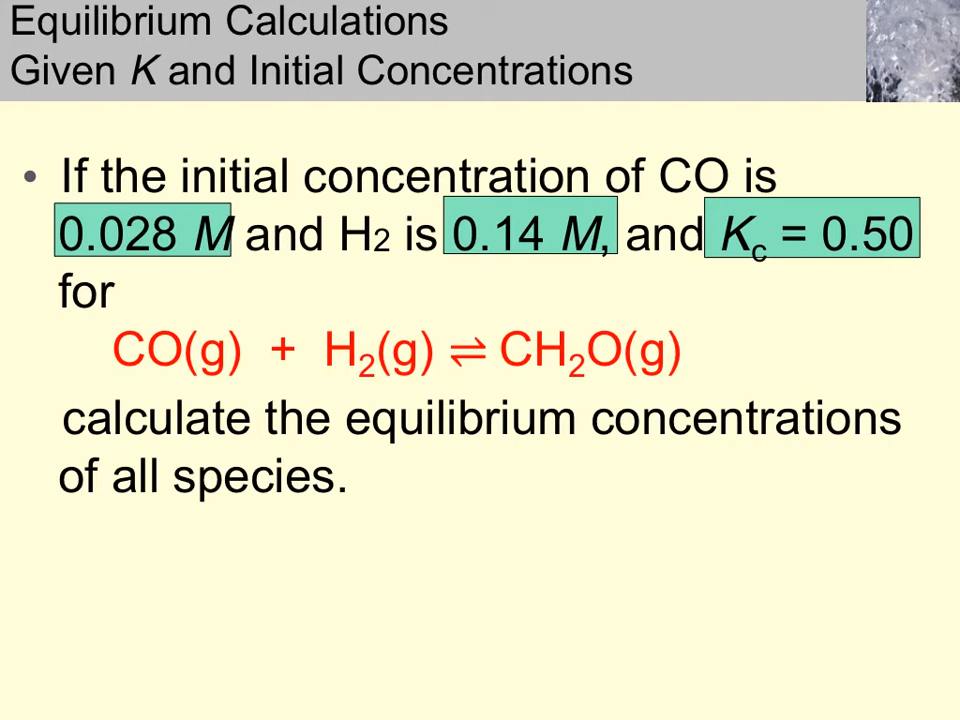 Equilibrium Calculations
Given K and Initial Concentrations
• If the initial concentration of CO is
0.028 M and H2 is 0.14 M, and Kc = 0.50
for
CO(g) + H2(g) ⇌ CH2O(g)
calculate the equilibrium concentrations
of all species.